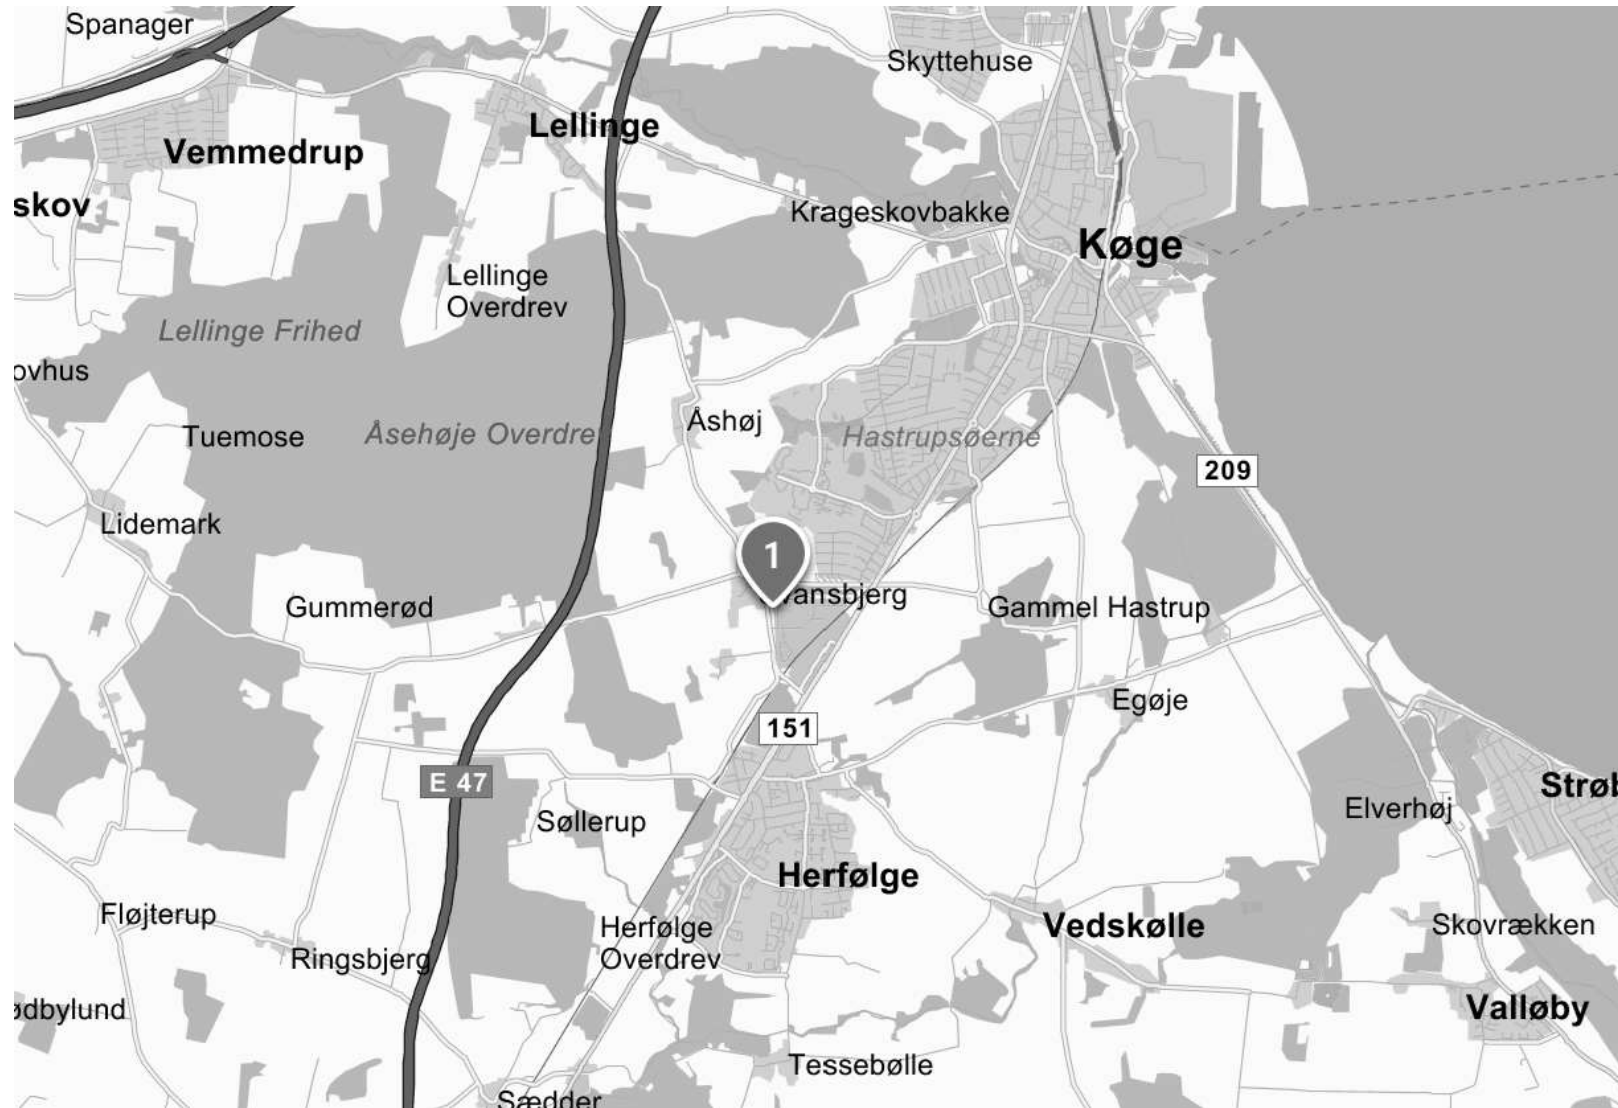 Spanager
Skyttehuse
Lellinge
Vemmedrup
skov
Krageskovbakke
Køge
Lellinge
Overdrev
Lellinge Frihed
ovhus
Åshøj
Tuemose
Åsehøje Overdre
Hastrupsøerne
209
Lidemark
1
vansbjerg
Gummerød
Gammel Hastrup
Egøje
151
E 47
Strøb
Elverhøj
Søllerup
Herfølge
Fløjterup
Herfølge
Overdrev
Vedskølle
Skovrækken
Ringsbjerg
ødbylund
Valløby
Tessebølle
Sædder